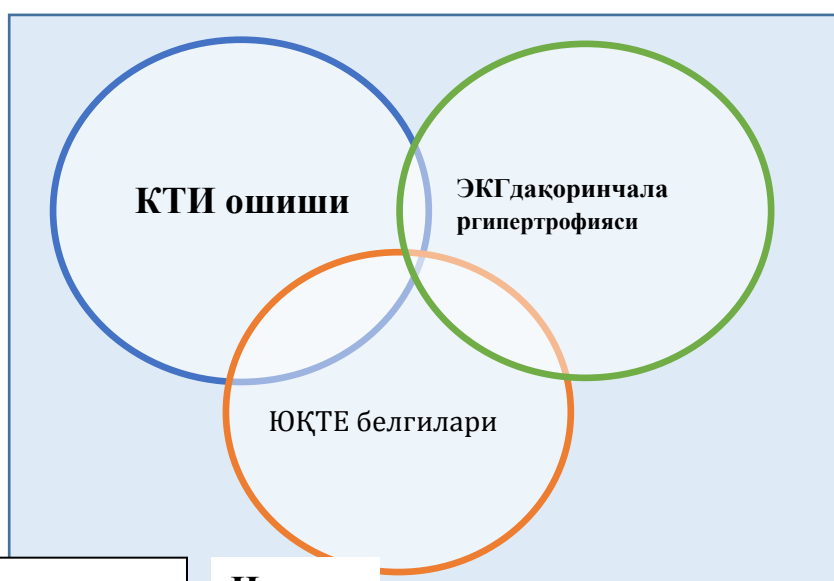 КТИ ошиши
ЭКГдақоринчала
ргипертрофияси
ЮҚТЕ белгилари